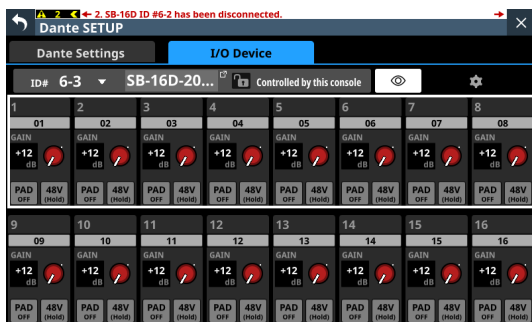 2 2. SB-16D ID #6-2 has been disconnected.
Dante SETUP
Dante Settings I/O Device
ID# 6-3 SB-16D-20... Controlled by this console
1 2 3 4 5 6 7 8
01 02 03 04 05 06 07 08
GAIN GAIN GAIN GAIN GAIN GAIN GAIN GAIN
+12 +12 +12 +12 +12 +12 +12 +12
dB dB dB dB dB dB dB dB
PAD 48V PAD 48V PAD 48V PAD 48V PAD 48V PAD 48V PAD 48V PAD 48V
OFF (Hold) OFF (Hold) OFF (Hold) OFF (Hold) OFF (Hold) OFF (Hold) OFF (Hold) OFF (Hold)
9 10 11 12 13 14 15 16
09 10 11 12 13 14 15 16
GAIN GAIN GAIN GAIN GAIN GAIN GAIN GAIN
+12 +12 +12 +12 +12 +12 +12 +12
dB dB dB dB dB dB dB dB
PAD 48V PAD 48V PAD 48V PAD 48V PAD 48V PAD 48V PAD 48V PAD 48V
OFF (Hold) OFF (Hold) OFF (Hold) OFF (Hold) OFF (Hold) OFF (Hold) OFF (Hold) OFF (Hold)